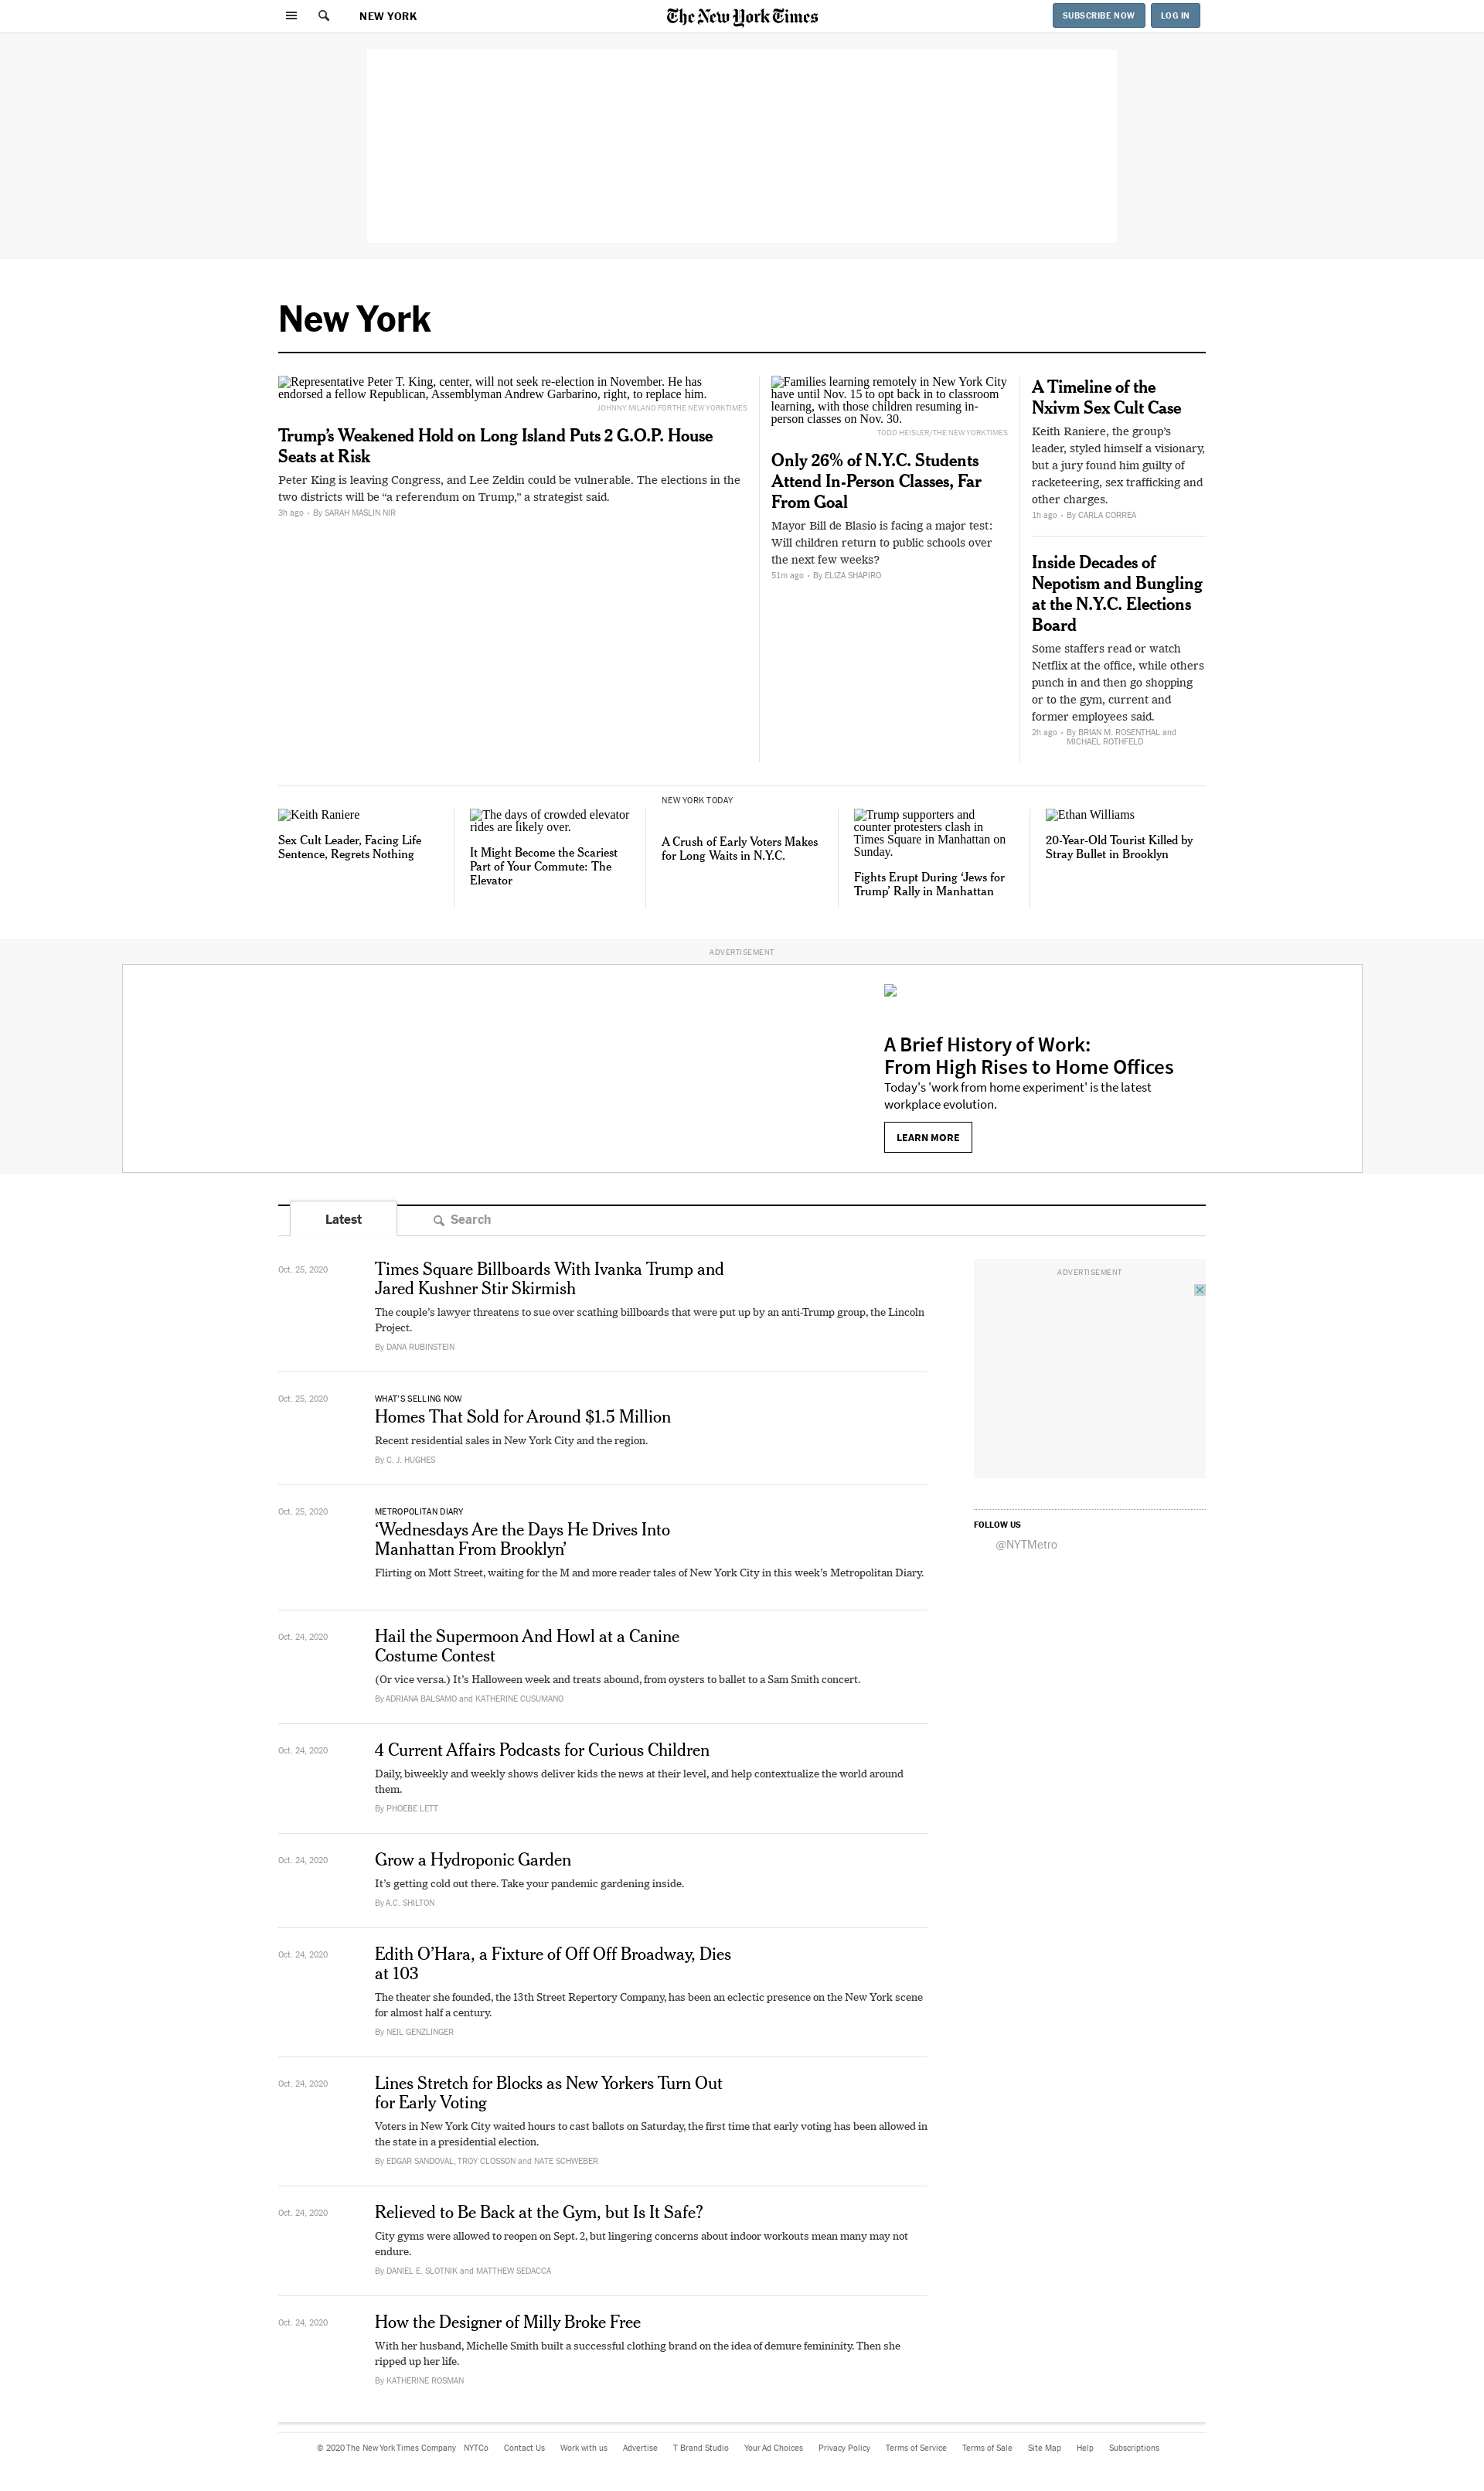 NEW YORK
The New York Times
SUBSCRIBE NOW
LOG IN
New York
Representative Peter T. King, center, will not seek re-election in November. He has
endorsed a fellow Republican, Assemblyman Andrew Garbarino, right, to replace him.
JOHNNY MILANO FOR THE NEW YORK TIMES
Trump’s Weakened Hold on Long Island Puts 2 G.O.P. House
Seats at Risk
Peter King is leaving Congress, and Lee Zeldin could be vulnerable. The elections in the
two districts will be “a referendum on Trump,” a strategist said.
3h ago • By SARAH MASLIN NIR
Families learning remotely in New York City
have until Nov. 15 to opt back in to classroom
learning, with those children resuming in-
person classes on Nov. 30.
TODD HEISLER/THE NEW YORK TIMES
Only 26% of N.Y.C. Students
Attend In-Person Classes, Far
From Goal
Mayor Bill de Blasio is facing a major test:
Will children return to public schools over
the next few weeks?
51m ago • By ELIZA SHAPIRO
A Timeline of the
Nxivm Sex Cult Case
Keith Raniere, the group’s
leader, styled himself a visionary,
but a jury found him guilty of
racketeering, sex trafficking and
other charges.
1h ago • By CARLA CORREA
Inside Decades of
Nepotism and Bungling
at the N.Y.C. Elections
Board
Some staffers read or watch
Netflix at the office, while others
punch in and then go shopping
or to the gym, current and
former employees said.
2h ago • By BRIAN M. ROSENTHAL and
MICHAEL ROTHFELD
Keith Raniere
Sex Cult Leader, Facing Life
Sentence, Regrets Nothing
The days of crowded elevator
rides are likely over.
It Might Become the Scariest
Part of Your Commute: The
Elevator
NEW YORK TODAY
A Crush of Early Voters Makes
for Long Waits in N.Y.C.
Trump supporters and
counter protesters clash in
Times Square in Manhattan on
Sunday.
Fights Erupt During ‘Jews for
Trump’ Rally in Manhattan
Ethan Williams
20-Year-Old Tourist Killed by
Stray Bullet in Brooklyn
ADVERTISEMENT
A Brief History of Work:
From High Rises to Home Offices
Today's 'work from home experiment' is the latest
workplace evolution.
LEARN MORE
Latest
Search
Oct. 25, 2020
Times Square Billboards With Ivanka Trump and
Jared Kushner Stir Skirmish
The couple’s lawyer threatens to sue over scathing billboards that were put up by an anti-Trump group, the Lincoln
Project.
By DANA RUBINSTEIN
ADVERTISEMENT
Oct. 25, 2020
WHAT’S SELLING NOW
Homes That Sold for Around $1.5 Million
Recent residential sales in New York City and the region.
By C. J. HUGHES
Oct. 25, 2020
METROPOLITAN DIARY
‘Wednesdays Are the Days He Drives Into
Manhattan From Brooklyn’
Flirting on Mott Street, waiting for the M and more reader tales of New York City in this week’s Metropolitan Diary.
FOLLOW US
@NYTMetro
Oct. 24, 2020
Hail the Supermoon And Howl at a Canine
Costume Contest
(Or vice versa.) It’s Halloween week and treats abound, from oysters to ballet to a Sam Smith concert.
By ADRIANA BALSAMO and KATHERINE CUSUMANO
Oct. 24, 2020
4 Current Affairs Podcasts for Curious Children
Daily, biweekly and weekly shows deliver kids the news at their level, and help contextualize the world around
them.
By PHOEBE LETT
Oct. 24, 2020
Grow a Hydroponic Garden
It’s getting cold out there. Take your pandemic gardening inside.
By A.C. SHILTON
Oct. 24, 2020
Edith O’Hara, a Fixture of Off Off Broadway, Dies
at 103
The theater she founded, the 13th Street Repertory Company, has been an eclectic presence on the New York scene
for almost half a century.
By NEIL GENZLINGER
Oct. 24, 2020
Lines Stretch for Blocks as New Yorkers Turn Out
for Early Voting
Voters in New York City waited hours to cast ballots on Saturday, the first time that early voting has been allowed in
the state in a presidential election.
By EDGAR SANDOVAL, TROY CLOSSON and NATE SCHWEBER
Oct. 24, 2020
Relieved to Be Back at the Gym, but Is It Safe?
City gyms were allowed to reopen on Sept. 2, but lingering concerns about indoor workouts mean many may not
endure.
By DANIEL E. SLOTNIK and MATTHEW SEDACCA
Oct. 24, 2020
How the Designer of Milly Broke Free
With her husband, Michelle Smith built a successful clothing brand on the idea of demure femininity. Then she
ripped up her life.
By KATHERINE ROSMAN
© 2020 The New York Times Company NYTCo Contact Us Work with us Advertise T Brand Studio Your Ad Choices Privacy Policy Terms of Service Terms of Sale Site Map Help Subscriptions